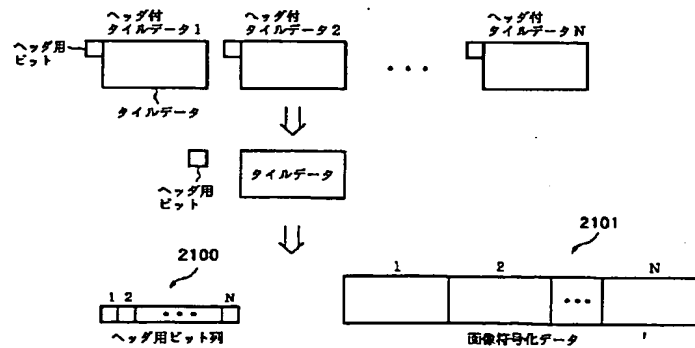 ヘッダ付
タイルデータ1
ヘッダ付
タイルデータ2
ヘッダ付
タイルデータN
ヘッダ用
ビット
タイルデータ
タイルデータ
ヘッダ用
ビット
2100
2101
1 2 N
1 2 N
ヘッダ用ビット列
画像符号化データ